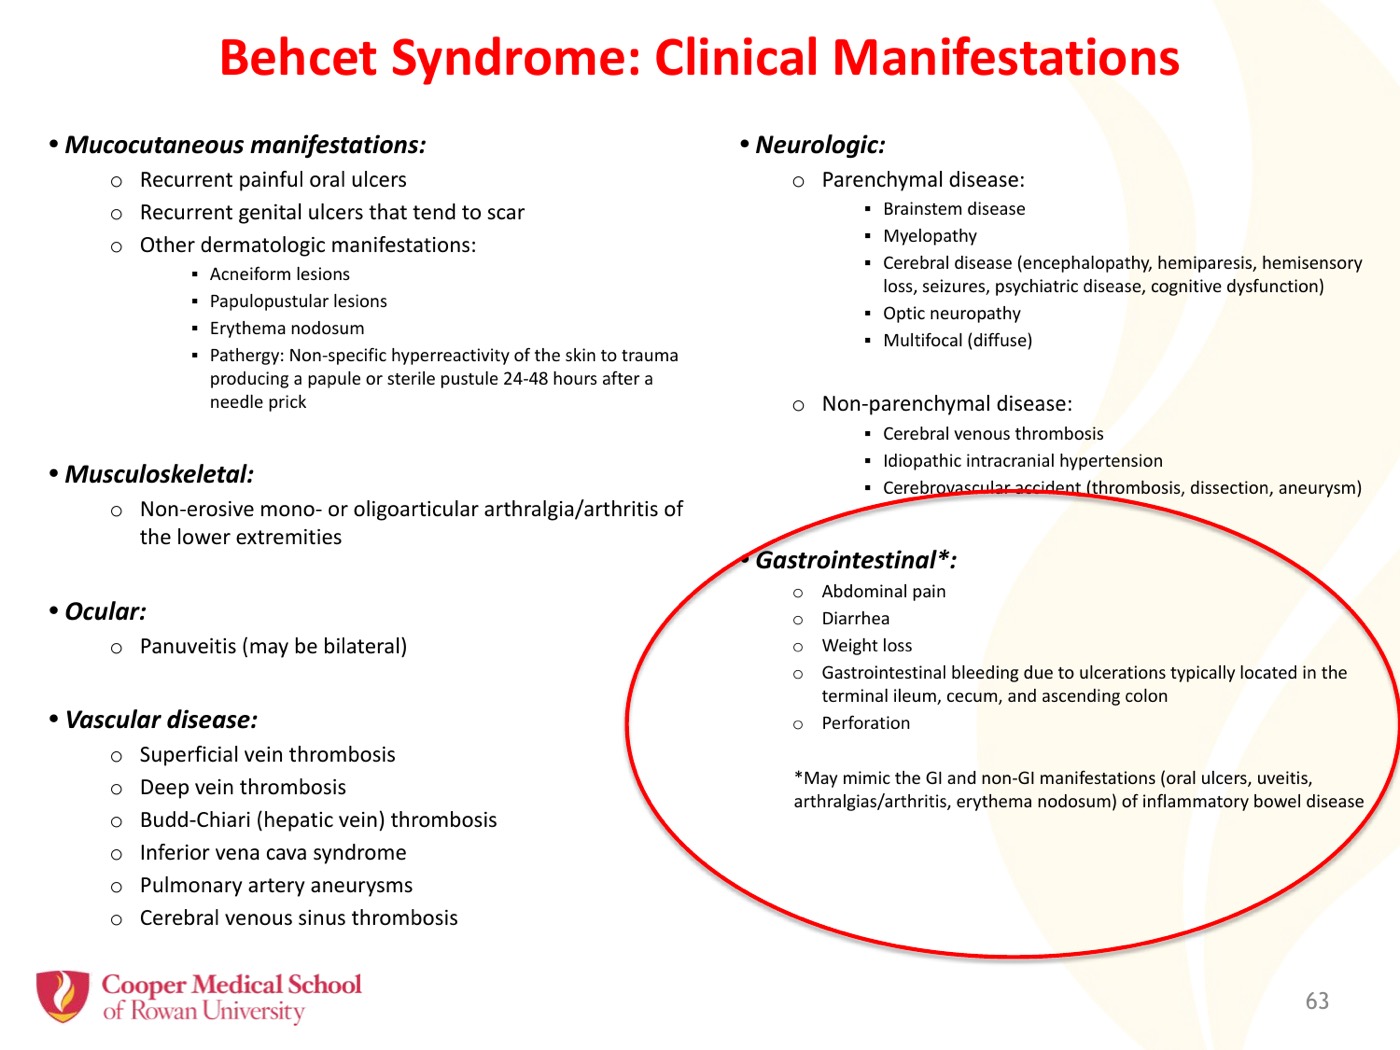 Behcet Syndrome: Clinical Manifestations
• Mucocutaneous manifestations:
o Recurrent painful oral ulcers
o Recurrent genital ulcers that tend to scar
o Other dermatologic manifestations:
▪ Acneiform lesions
▪ Papulopustular lesions
▪ Erythema nodosum
▪ Pathergy: Non-specific hyperreactivity of the skin to trauma
producing a papule or sterile pustule 24-48 hours after a
needle prick
• Musculoskeletal:
o Non-erosive mono- or oligoarticular arthralgia/arthritis of
the lower extremities
• Ocular:
o Panuveitis (may be bilateral)
• Vascular disease:
o Superficial vein thrombosis
o Deep vein thrombosis
o Budd-Chiari (hepatic vein) thrombosis
o Inferior vena cava syndrome
o Pulmonary artery aneurysms
o Cerebral venous sinus thrombosis
• Neurologic:
o Parenchymal disease:
▪ Brainstem disease
▪ Myelopathy
▪ Cerebral disease (encephalopathy, hemiparesis, hemisensory
loss, seizures, psychiatric disease, cognitive dysfunction)
▪ Optic neuropathy
▪ Multifocal (diffuse)
o Non-parenchymal disease:
▪ Cerebral venous thrombosis
▪ Idiopathic intracranial hypertension
▪ Cerebrovascular accident (thrombosis, dissection, aneurysm)
• Gastrointestinal*:
o Abdominal pain
o Diarrhea
o Weight loss
o Gastrointestinal bleeding due to ulcerations typically located in the
terminal ileum, cecum, and ascending colon
o Perforation
*May mimic the GI and non-GI manifestations (oral ulcers, uveitis,
arthralgias/arthritis, erythema nodosum) of inflammatory bowel disease
Cooper Medical School
of Rowan University
63